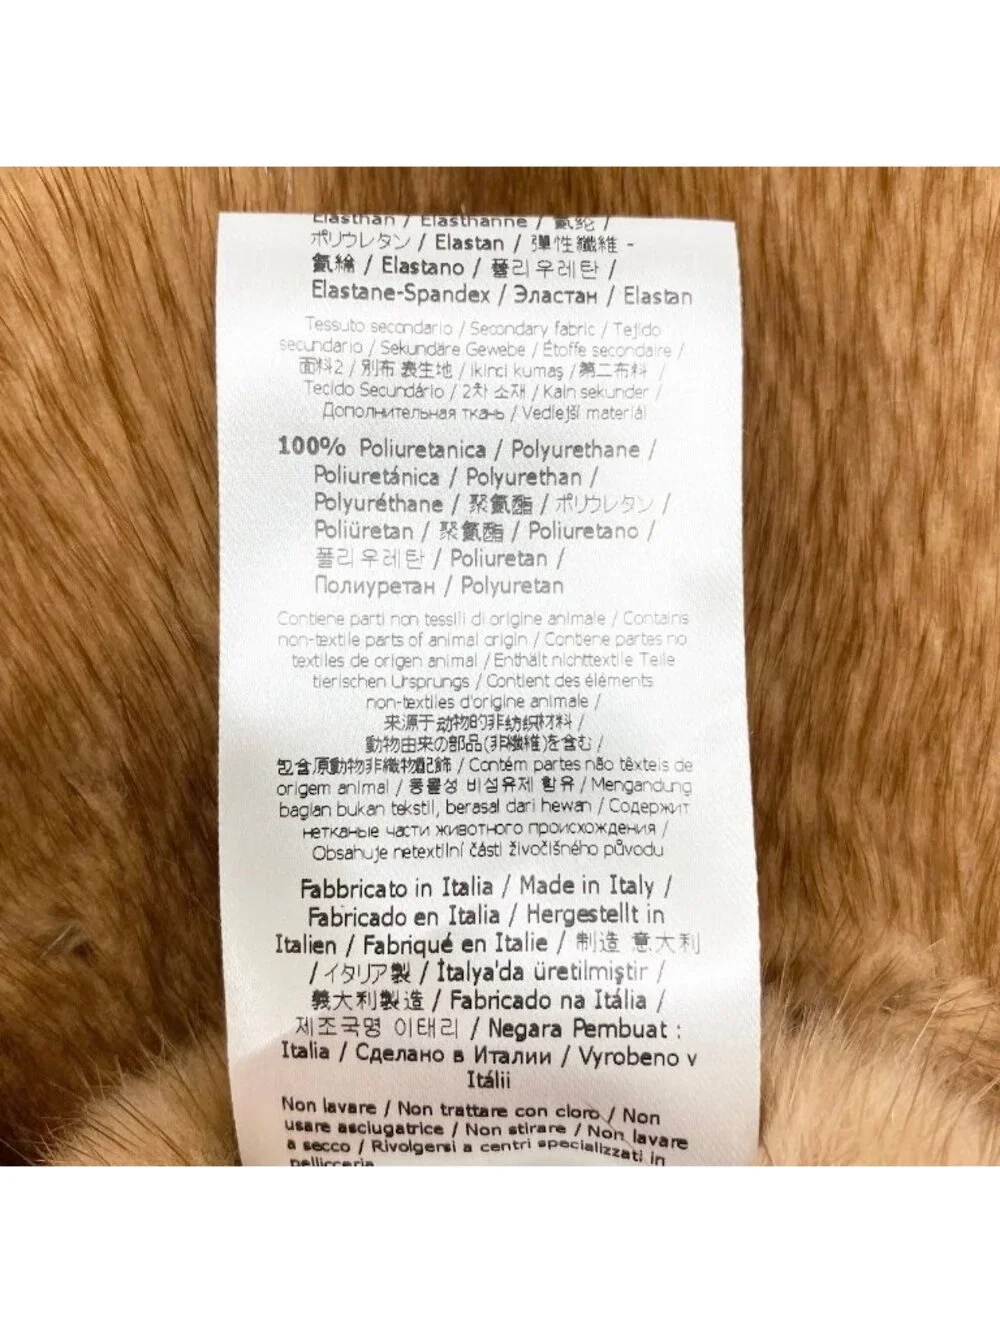 Elasthan / Elasthanne / 氨纶 /
ポリウレタン / Elastan / 彈性纖維 -
氨綸 / Elastano / 폴리우레탄 /
Elastane-Spandex / Эластан / Elastan
Tessuto secondario / Secondary fabric / Tejido
secundario / Sekundäre Gewebe / Étoffe secondaire /
面料2 / 別布 表生地 / ikinci kumaş / 第二布料 /
Tecido Secundário / 2차 소재 / Kain sekunder /
Дополнительная ткань / Vedlejší materiál
100% Poliuretanica / Polyurethane /
Poliuretánica / Polyurethan /
Polyuréthane / 聚氨酯 / ポリウレタン /
Poliüretan / 聚氨酯 / Poliuretano /
폴리우레탄 / Poliuretan /
Полиуретан / Polyuretan
Contiene parti non tessili di origine animale / Contains
non-textile parts of animal origin / Contiene partes no
textiles de origen animal / Enthält nichttextile Teile
tierischen Ursprungs / Contient des éléments
non-textiles d'origine animale /
来源于动物的非纺织材料 /
動物由来の部品(非繊維)を含む /
包含原動物非織物配飾 / Contém partes não têxteis de
origem animal / 동물성 비섬유제 함유 / Mengandung
bagian bukan tekstil, berasal dari hewan / Содержит
нетканые части животного происхождения /
Obsahuje netextilní části živočišného původu
Fabbricato in Italia / Made in Italy /
Fabricado en Italia / Hergestellt in
Italien / Fabriqué en Italie / 制造 意大利
/ イタリア製 / İtalya'da üretilmiştir /
義大利製造 / Fabricado na Itália /
제조국명 이태리 / Negara Pembuat :
Italia / Сделано в Италии / Vyrobeno v
Itálii
Non lavare / Non trattare con cloro / Non
usare asciugatrice / Non stirare / Non lavare
a secco / Rivolgersi a centri specializzati in
pellicceria